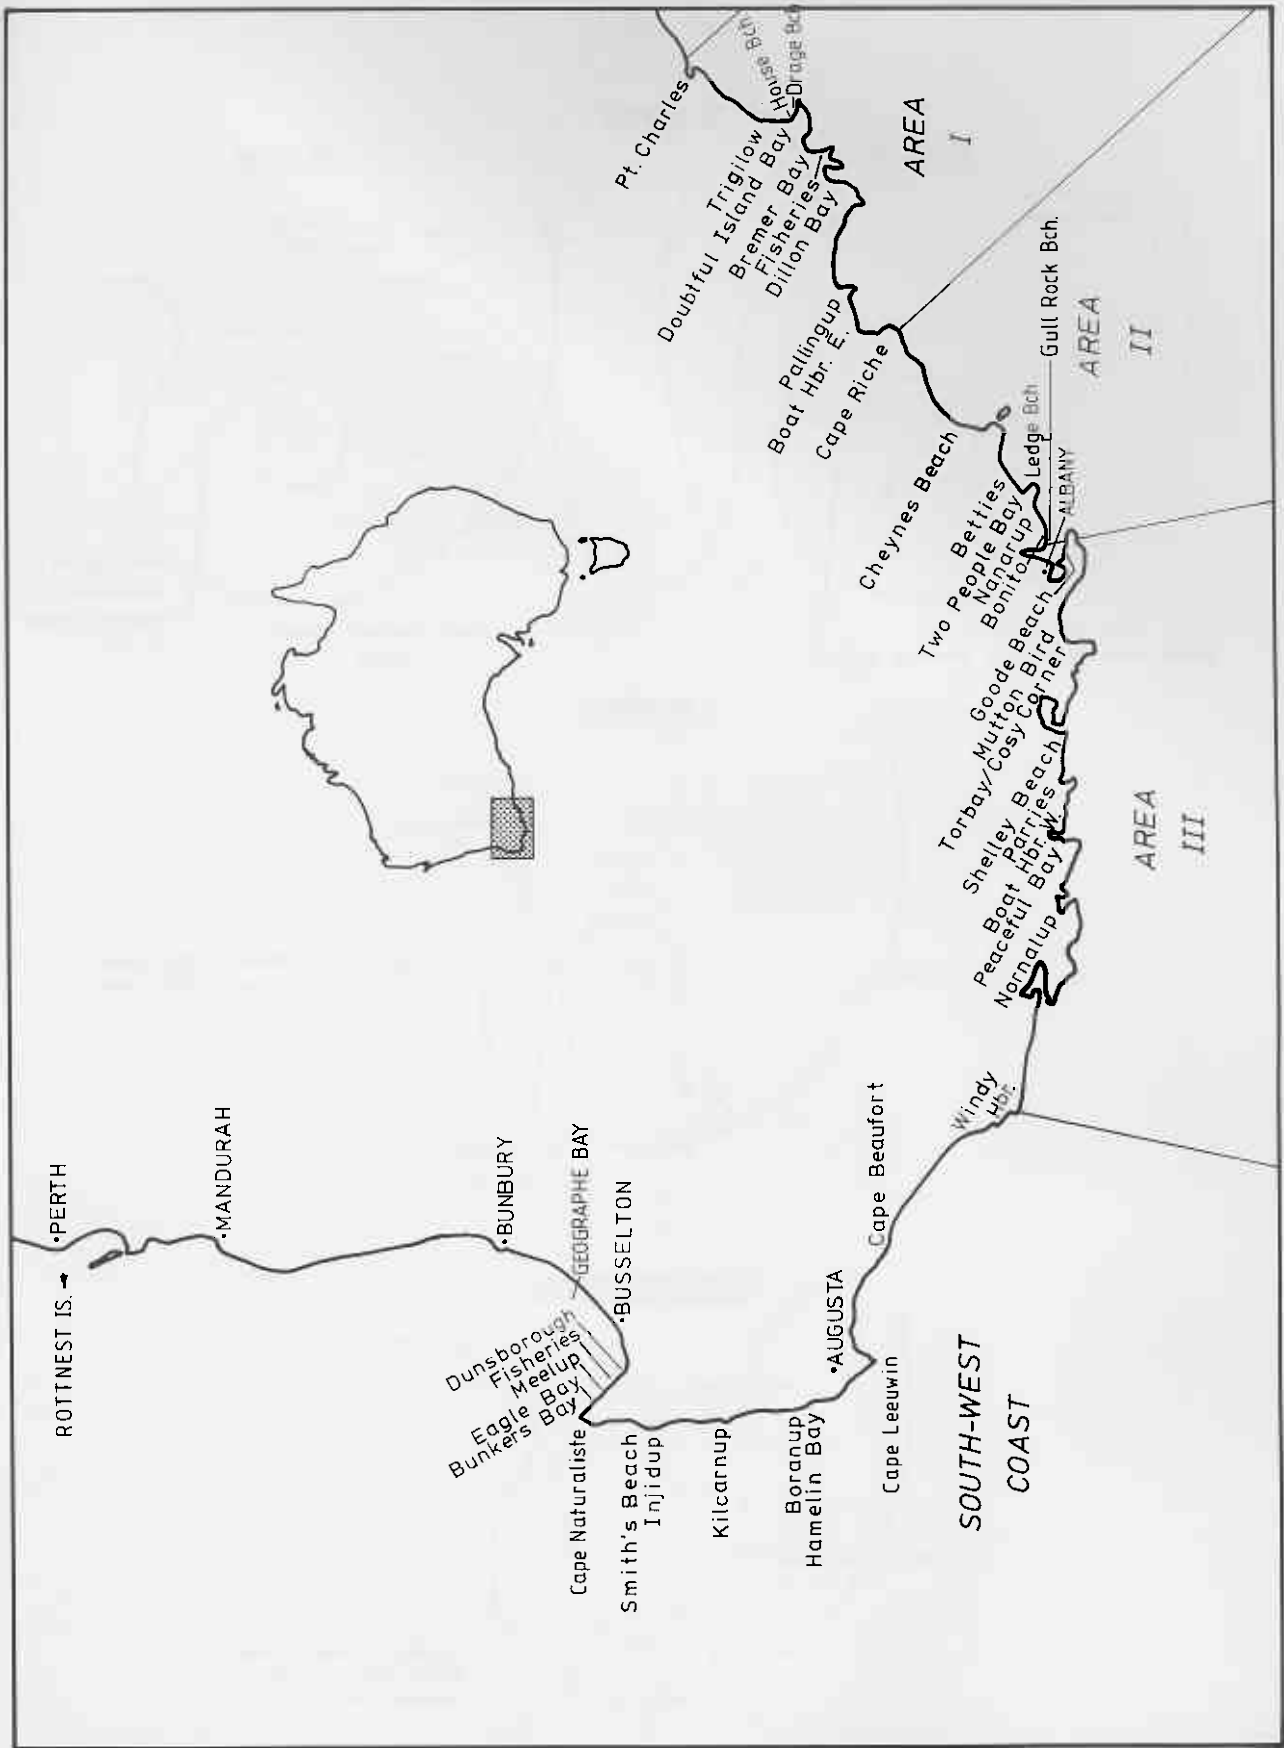 ROTTNEST IS.
PERTH
MANDURAH
BUNBURY
GEOGRAPHE BAY
BUSSELTON
Dunsborough
Fisheries
Meelup
Eagle Bay
Bunkers Bay
Cape Naturaliste
Smith's Beach
Injidup
Kilcarnup
Boranup
Hamelin Bay
AUGUSTA
Cape Leeuwin
Cape Beaufort
SOUTH-WEST
COAST
Windy
Hbr.
Nornalup
Peaceful Bay
Boat Hbr. W.
Parries
Shelley Beach
Torbay/Cosy Corner
Mutton Bird
Goode Beach
AREA
III
ALBANY
Bonito
Nanarup
Two People Bay
Betties
Ledge Bch
Gull Rock Bch.
Cheynes Beach
AREA
II
Cape Riche
Boat Hbr. E.
Pallingup
Dillon Bay
Fisheries
Bremer Bay
Doubtful Island Bay
Trigilow
House Bch.
Drage Bch
Pt. Charles
AREA
I